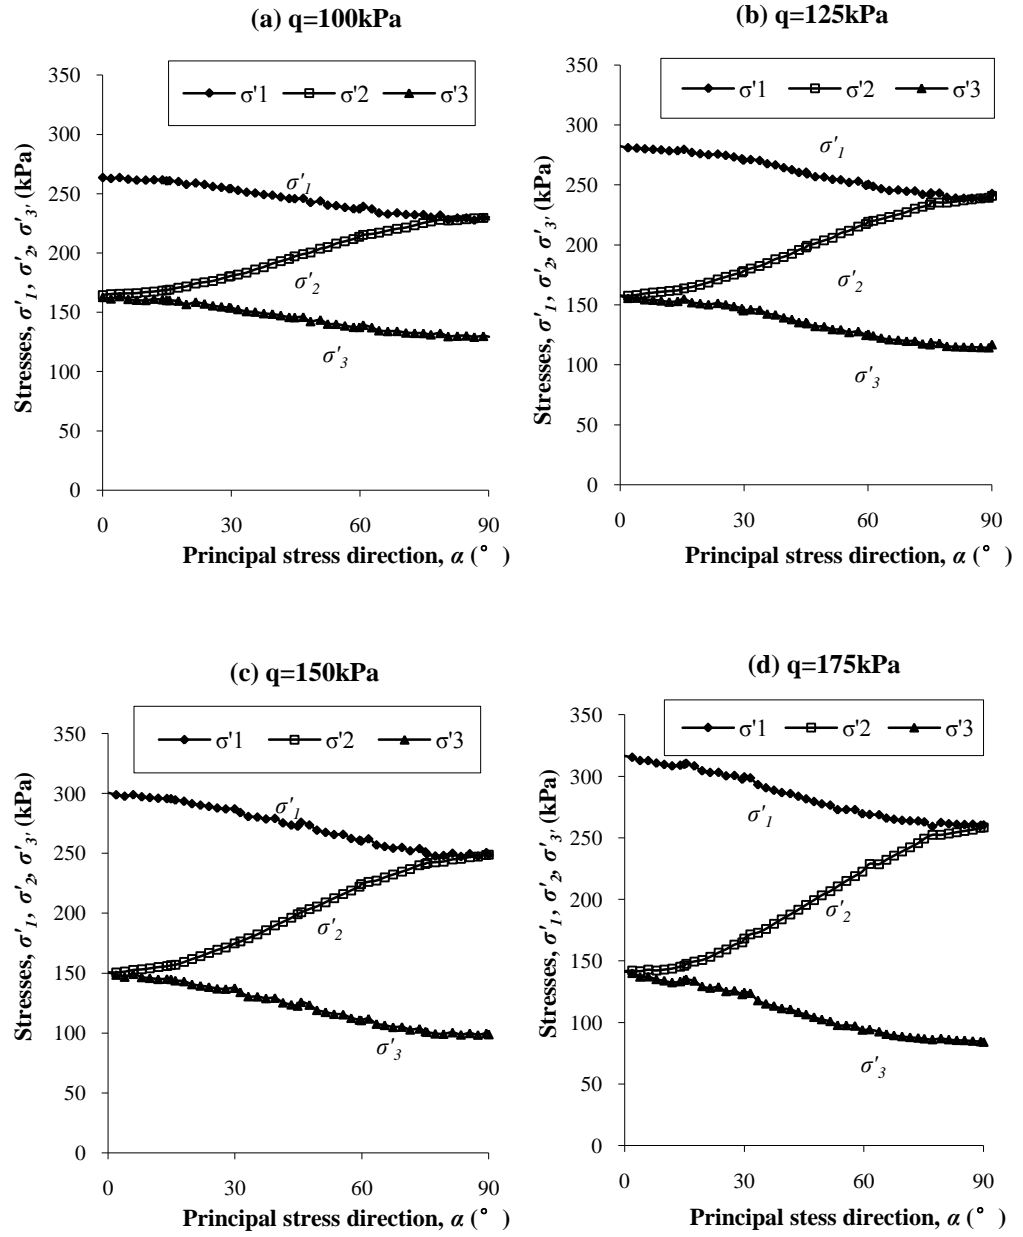 (a) q=100kPa
σ'1 σ'2 σ'3
Stresses, σ'1, σ'2, σ'3, (kPa)
350
300
250
200
150
100
50
0
σ'1
σ'2
σ'3
0 30 60 90
Principal stress direction, α (° )
(b) q=125kPa
σ'1 σ'2 σ'3
Stresses, σ'1, σ'2, σ'3, (kPa)
350
300
250
200
150
100
50
0
σ'1
σ'2
σ'3
0 30 60 90
Principal stress direction, α (° )
(c) q=150kPa
σ'1 σ'2 σ'3
Stresses, σ'1, σ'2, σ'3, (kPa)
350
300
250
200
150
100
50
0
σ'1
σ'2
σ'3
0 30 60 90
Principal stress direction, α (° )
(d) q=175kPa
σ'1 σ'2 σ'3
Stresses, σ'1, σ'2, σ'3, (kPa)
350
300
250
200
150
100
50
0
σ'1
σ'2
σ'3
0 30 60 90
Principal stess direction, α (° )